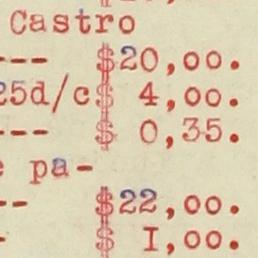 Castro
--- $20,oo.
25d/c$ 4,oo.
--- $ 0,35.
pa-
-- $22,oo.
- $ I,oo.